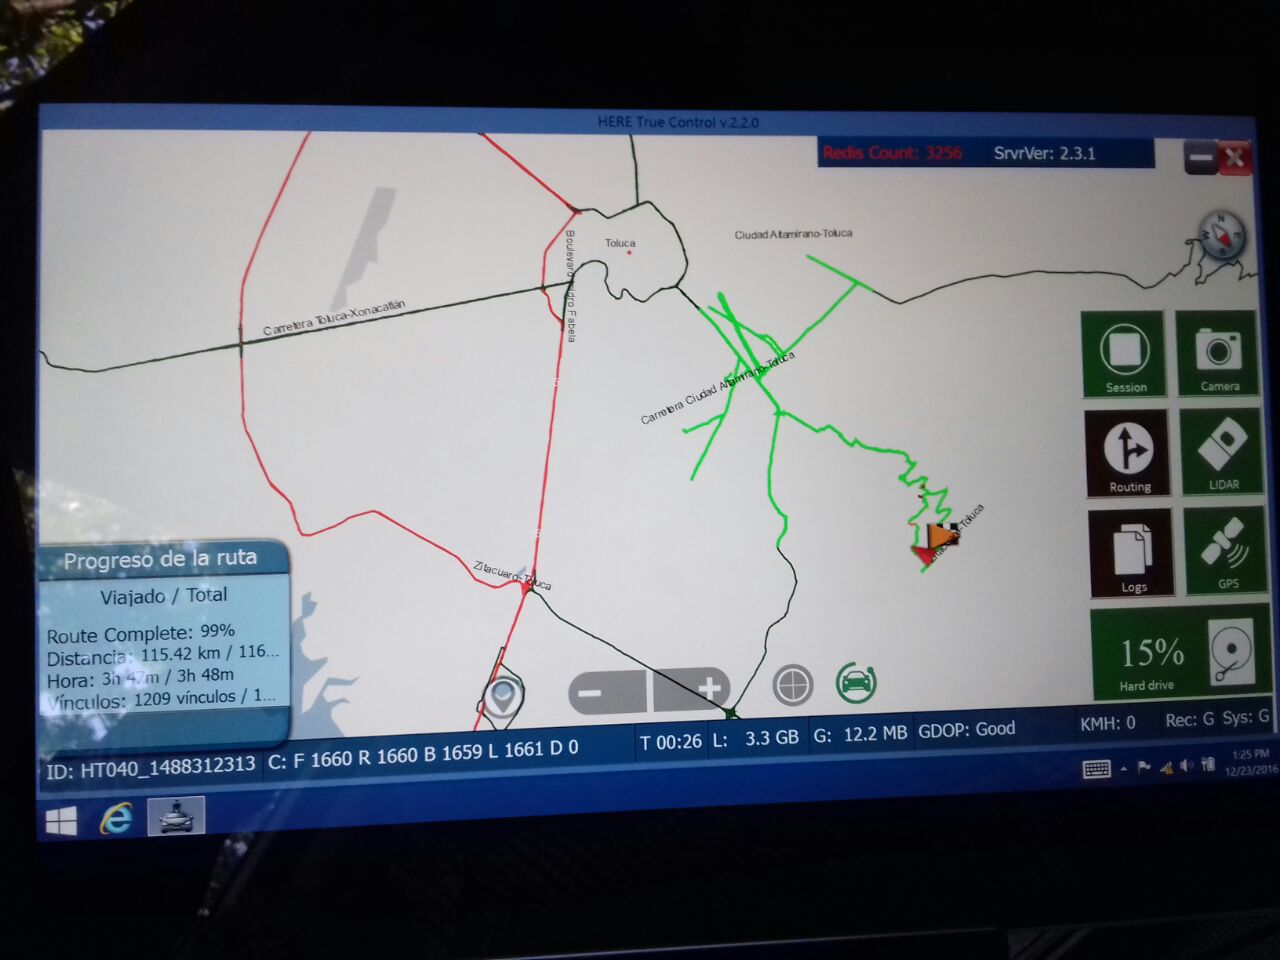 HERE True Control v.2.2.0
Redis Count: 3256 SrvrVer: 2.3.1
N
E
S
Toluca
Ciudad Altamirano-Toluca
Carretera Toluca-Xonacatlán
Carretera Ciudad Altamirano-Toluca
Zitacuaro-Toluca
Session
Camera
Routing
LIDAR
Logs
GPS
15%
Hard drive
Progreso de la ruta
Viajado / Total
Route Complete: 99%
Distancia: 115.42 km / 116...
Hora: 3h 47m / 3h 48m
Vínculos: 1209 vínculos / 1...
ID: HT040_1488312313 C: F 1660 R 1660 B 1659 L 1661 D 0 T 00:26 L: 3.3 GB G: 12.2 MB GDOP: Good KMH: 0 Rec: G Sys: G
1:25 PM
12/23/2016